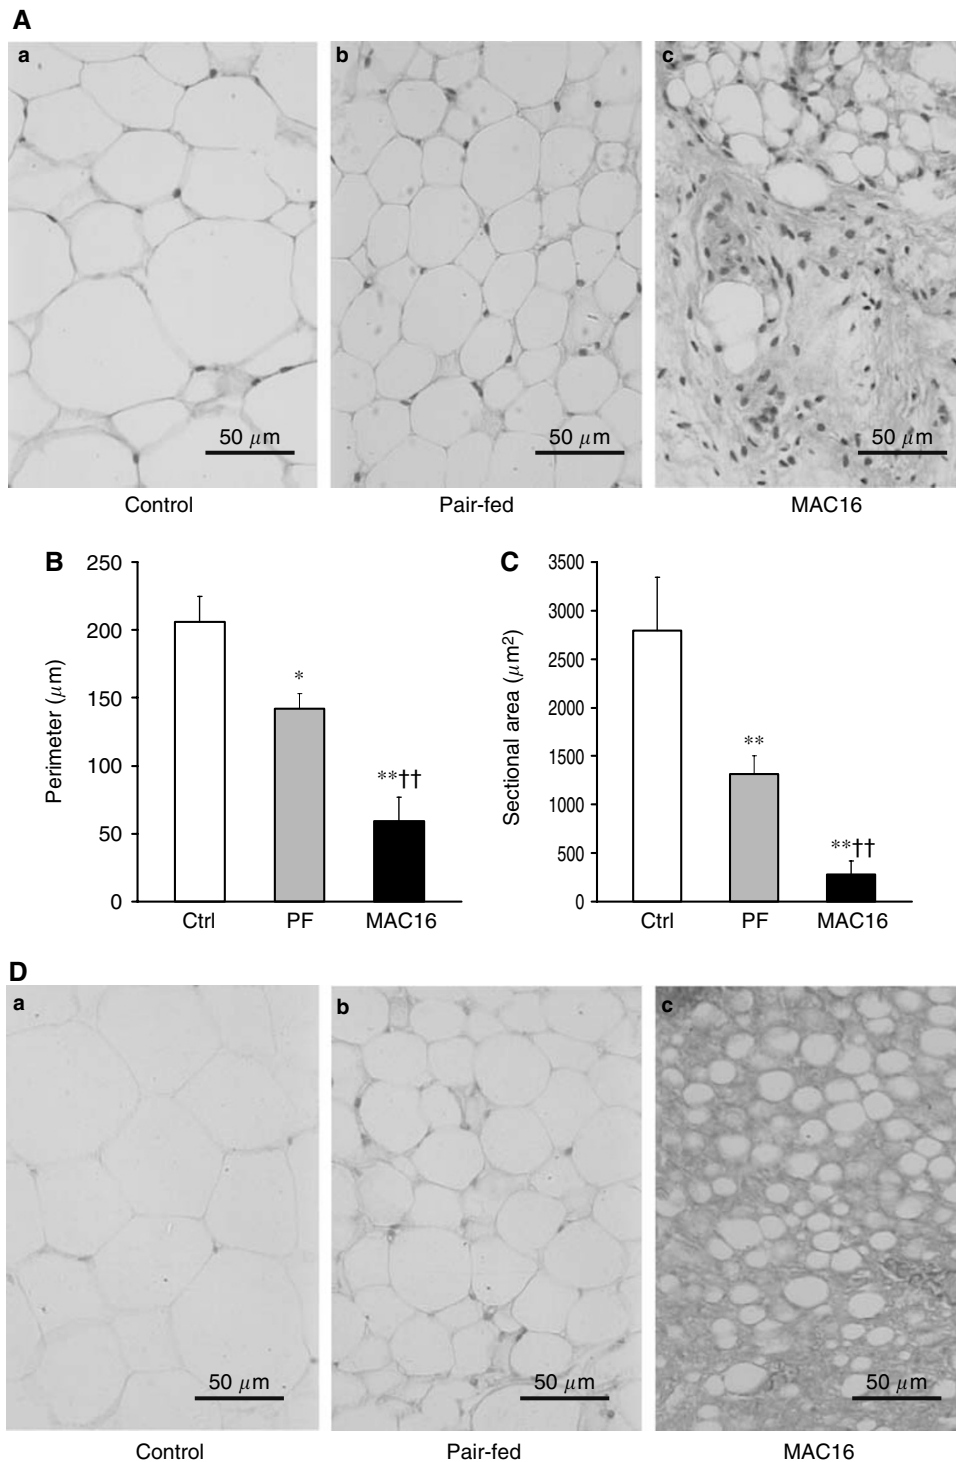 A
a b c
50 μm 50 μm 50 μm
Control Pair-fed MAC16
B
250
200
150
100
50
0
Perimeter (μm)
*
**††
Ctrl PF MAC16
C
3500
3000
2500
2000
1500
1000
500
0
Sectional area (μm²)
**
**††
Ctrl PF MAC16
D
a b c
50 μm 50 μm 50 μm
Control Pair-fed MAC16